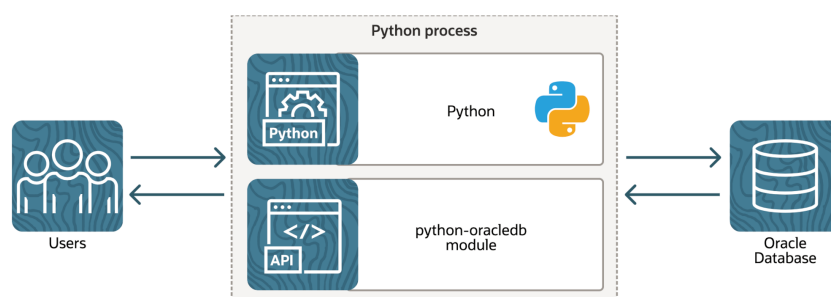 Python process
Python
Python
</>
API
python-oracledb
module
Users
Oracle
Database